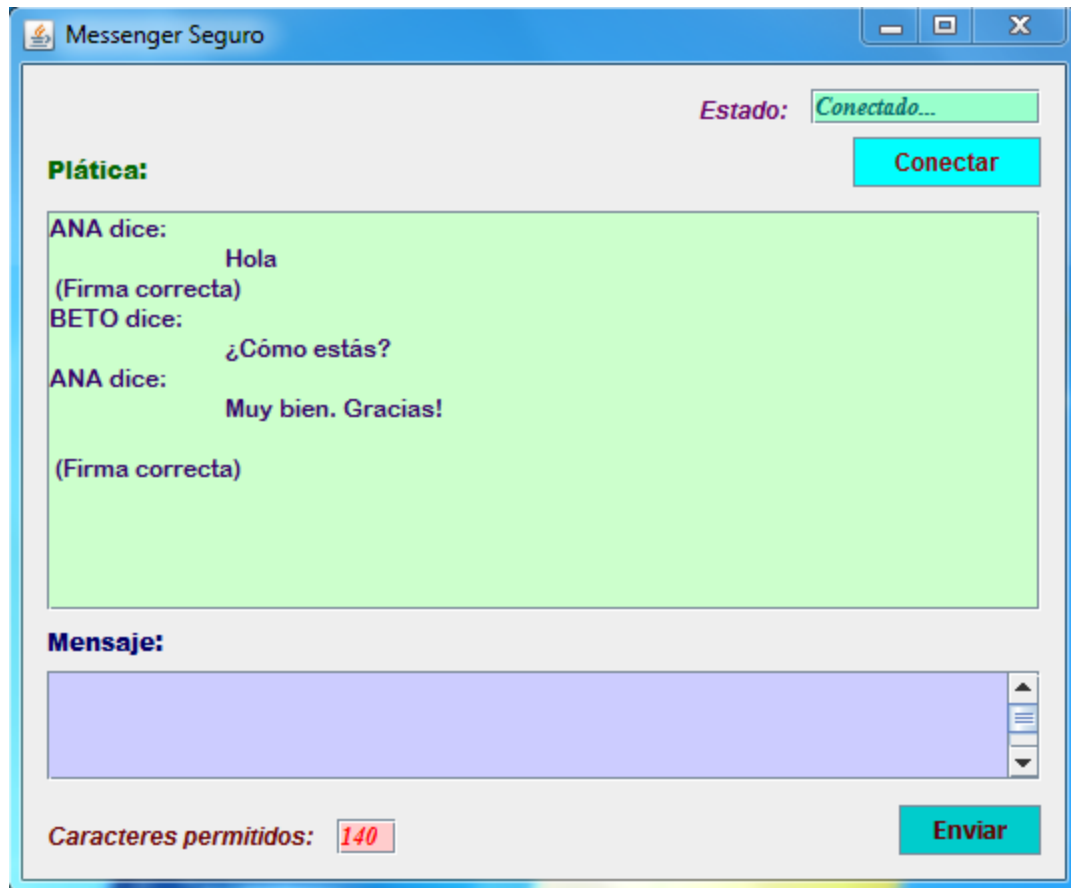 Messenger Seguro
Estado: Conectado...
Conectar
Plática:
ANA dice:
Hola
(Firma correcta)
BETO dice:
¿Cómo estás?
ANA dice:
Muy bien. Gracias!
(Firma correcta)
Mensaje:
Caracteres permitidos: 140
Enviar